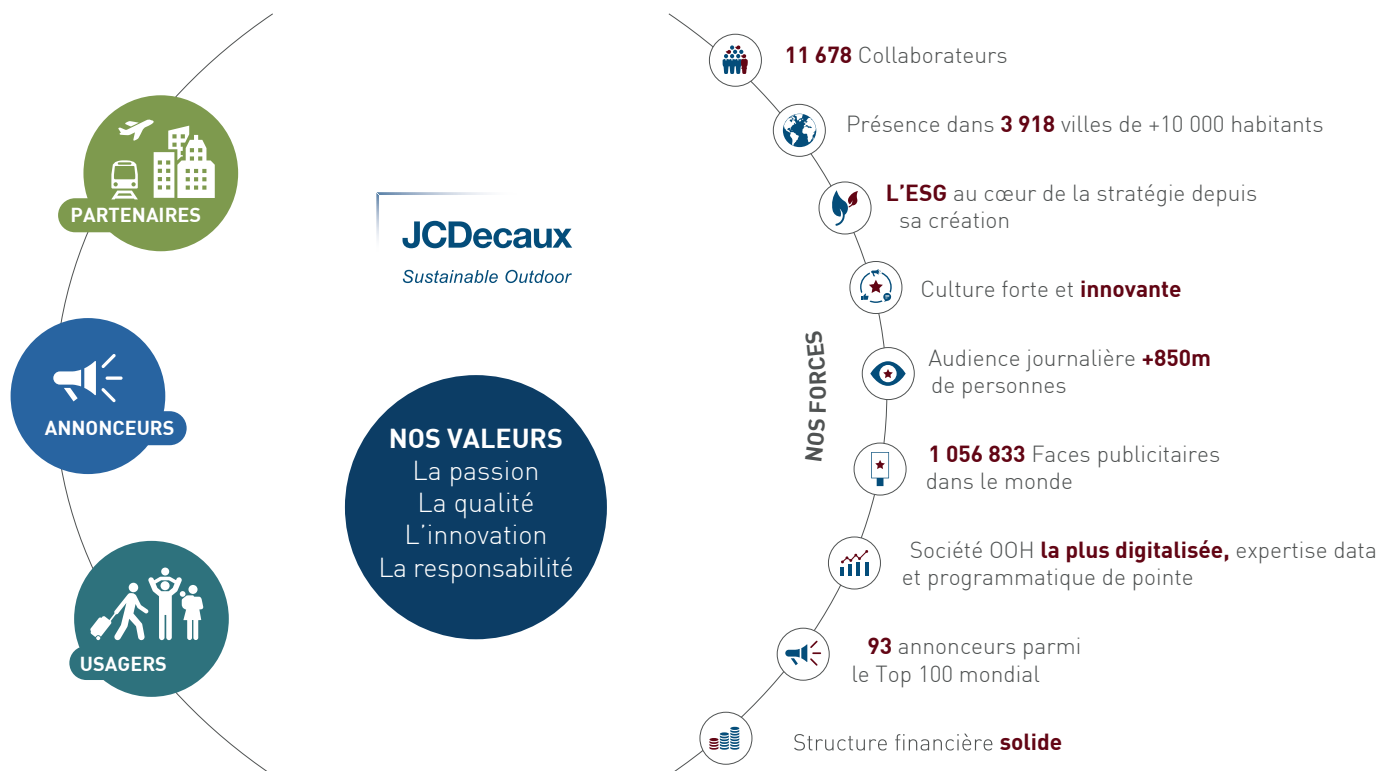 PARTENAIRES
ANNONCEURS
USAGERS
JCDecaux
Sustainable Outdoor
NOS VALEURS
La passion
La qualité
L'innovation
La responsabilité
NOS FORCES
11 678 Collaborateurs
Présence dans 3 918 villes de +10 000 habitants
L'ESG au cœur de la stratégie depuis
sa création
Culture forte et innovante
Audience journalière +850m
de personnes
1 056 833 Faces publicitaires
dans le monde
Société OOH la plus digitalisée, expertise data
et programmatique de pointe
93 annonceurs parmi
le Top 100 mondial
Structure financière solide